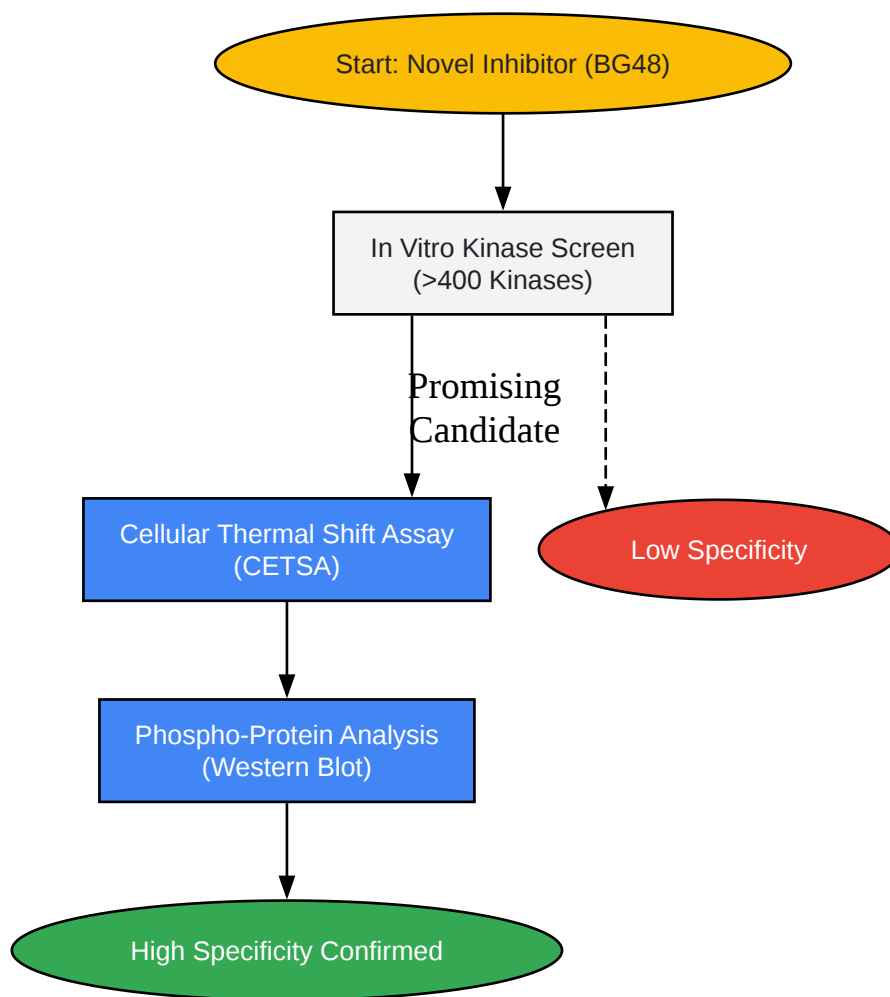 Start: Novel Inhibitor (BG48)
In Vitro Kinase Screen
(>400 Kinases)
Promising
Candidate
Cellular Thermal Shift Assay
(CETSA)
Low Specificity
Phospho-Protein Analysis
(Western Blot)
High Specificity Confirmed